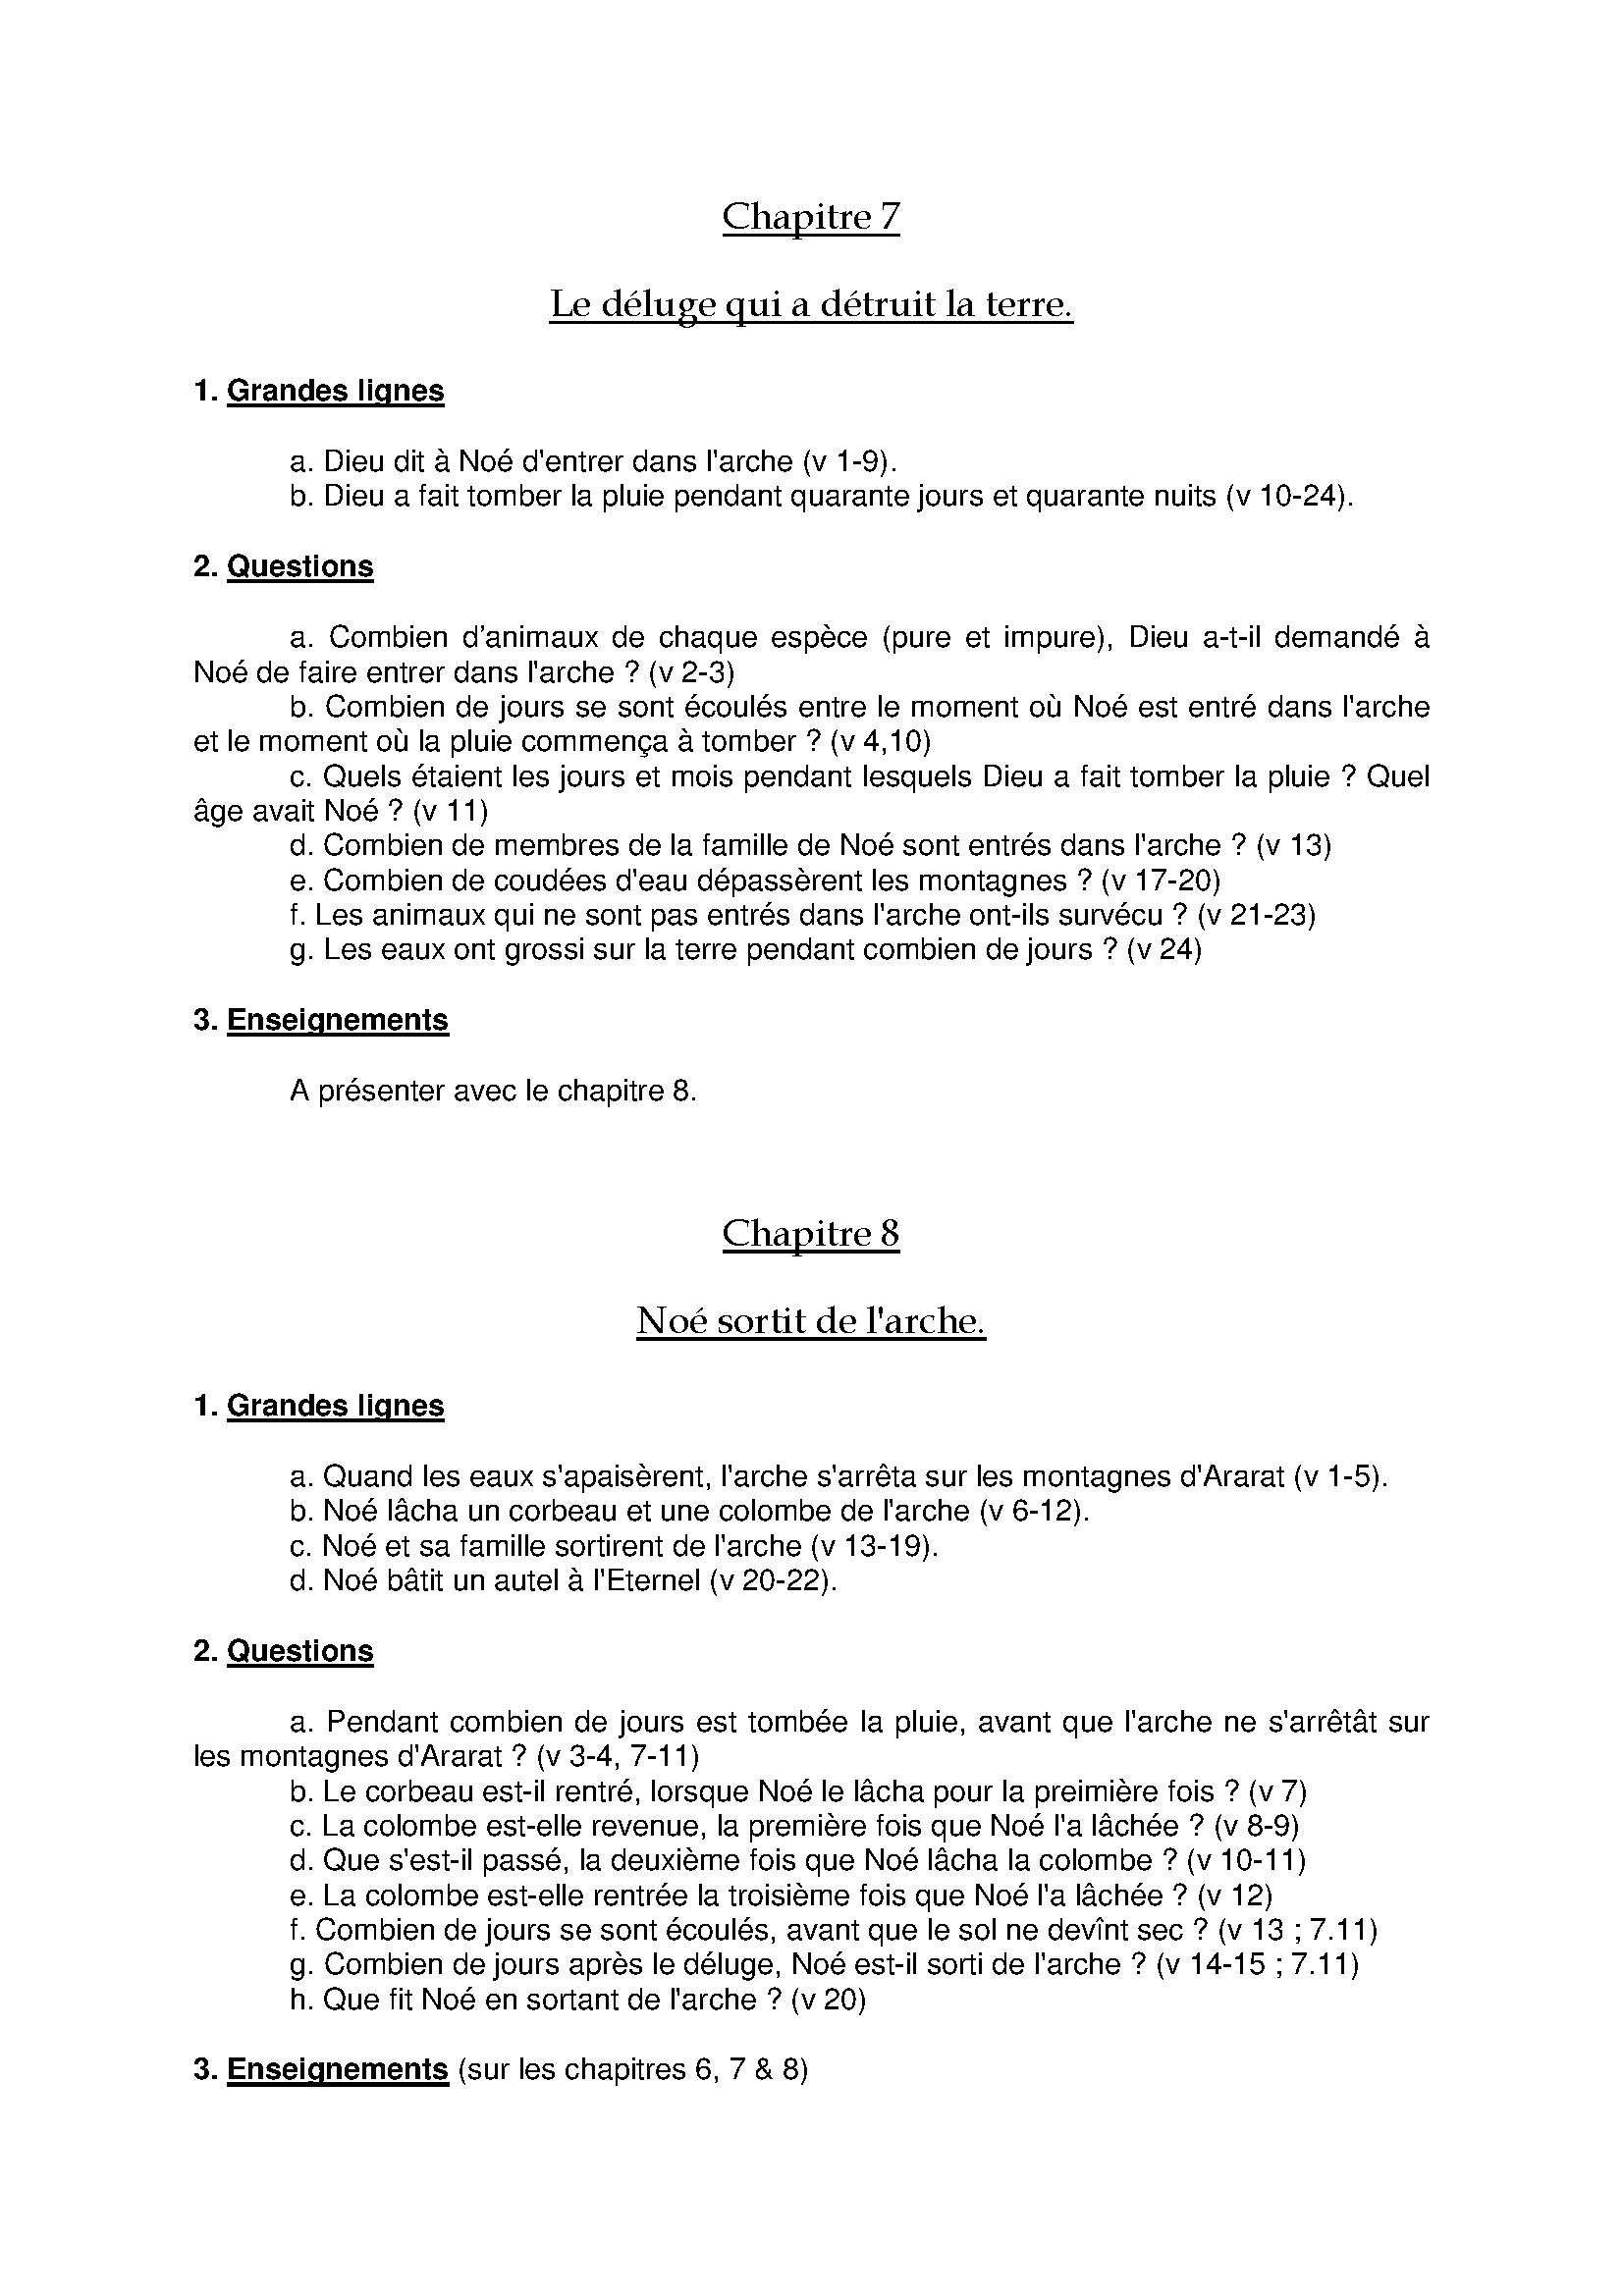 Chapitre 7
Le déluge qui a détruit la terre.
1. Grandes lignes
a. Dieu dit à Noé d'entrer dans l'arche (v 1-9).
b. Dieu a fait tomber la pluie pendant quarante jours et quarante nuits (v 10-24).
2. Questions
a. Combien d’animaux de chaque espèce (pure et impure), Dieu a-t-il demandé à
Noé de faire entrer dans l'arche ? (v 2-3)
b. Combien de jours se sont écoulés entre le moment où Noé est entré dans l'arche
et le moment où la pluie commença à tomber ? (v 4,10)
c. Quels étaient les jours et mois pendant lesquels Dieu a fait tomber la pluie ? Quel
âge avait Noé ? (v 11)
d. Combien de membres de la famille de Noé sont entrés dans l'arche ? (v 13)
e. Combien de coudées d'eau dépassèrent les montagnes ? (v 17-20)
f. Les animaux qui ne sont pas entrés dans l'arche ont-ils survécu ? (v 21-23)
g. Les eaux ont grossi sur la terre pendant combien de jours ? (v 24)
3. Enseignements
A présenter avec le chapitre 8.
Chapitre 8
Noé sortit de l'arche.
1. Grandes lignes
a. Quand les eaux s'apaisèrent, l'arche s'arrêta sur les montagnes d'Ararat (v 1-5).
b. Noé lâcha un corbeau et une colombe de l'arche (v 6-12).
c. Noé et sa famille sortirent de l'arche (v 13-19).
d. Noé bâtit un autel à l'Eternel (v 20-22).
2. Questions
a. Pendant combien de jours est tombée la pluie, avant que l'arche ne s'arrêtât sur
les montagnes d'Ararat ? (v 3-4, 7-11)
b. Le corbeau est-il rentré, lorsque Noé le lâcha pour la preimière fois ? (v 7)
c. La colombe est-elle revenue, la première fois que Noé l'a lâchée ? (v 8-9)
d. Que s'est-il passé, la deuxième fois que Noé lâcha la colombe ? (v 10-11)
e. La colombe est-elle rentrée la troisième fois que Noé l'a lâchée ? (v 12)
f. Combien de jours se sont écoulés, avant que le sol ne devînt sec ? (v 13 ; 7.11)
g. Combien de jours après le déluge, Noé est-il sorti de l'arche ? (v 14-15 ; 7.11)
h. Que fit Noé en sortant de l'arche ? (v 20)
3. Enseignements (sur les chapitres 6, 7 & 8)